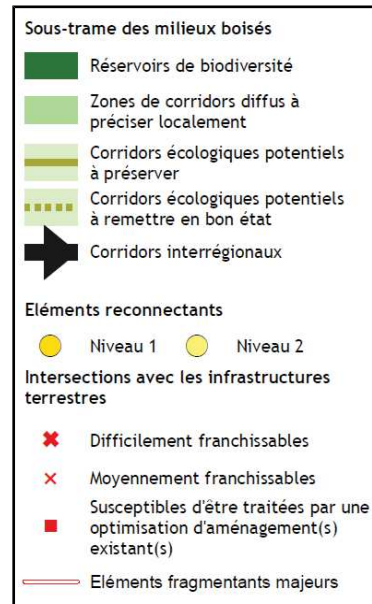 Sous-trame des milieux boisés
Réservoirs de biodiversité
Zones de corridors diffus à
préciser localement
Corridors écologiques potentiels
à préserver
Corridors écologiques potentiels
à remettre en bon état
Corridors interrégionaux
Eléments reconnectants
Niveau 1 Niveau 2
Intersections avec les infrastructures
terrestres
Difficilement franchissables
Moyennement franchissables
Susceptibles d'être traitées par une
optimisation d'aménagement(s)
existant(s)
Eléments fragmentants majeurs